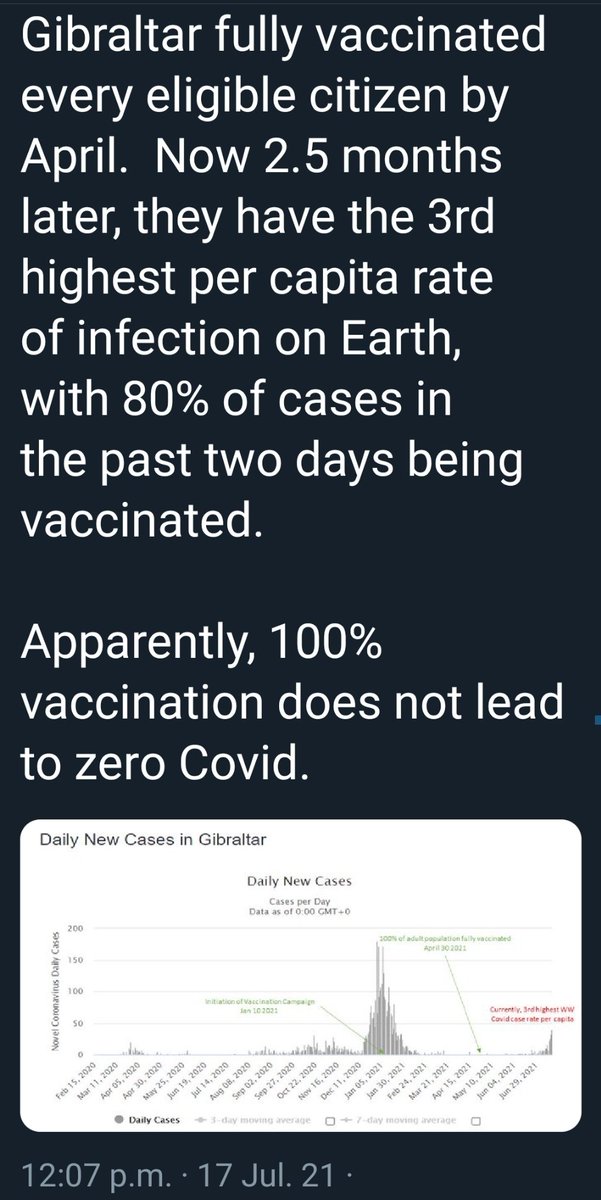 Gibraltar fully vaccinated
every eligible citizen by
April.  Now 2.5 months
later, they have the 3rd
highest per capita rate
of infection on Earth,
with 80% of cases in
the past two days being
vaccinated.
Apparently, 100%
vaccination does not lead
to zero Covid.
Daily New Cases in Gibraltar
Daily New Cases
Cases per Day
Data as of 0:00 GMT+0
Novel Coronavirus Daily Cases
200
150
100
50
0
100% of adult population fully vaccinated
April 30 2021
Initiation of Vaccination Campaign
Jan 10 2021
Currently, 3rd highest WW
Covid case rate per capita
Feb 15, 2020
Mar 11, 2020
Apr 05, 2020
Apr 30, 2020
May 25, 2020
Jun 19, 2020
Jul 14, 2020
Aug 08, 2020
Sep 02, 2020
Sep 27, 2020
Oct 22, 2020
Nov 16, 2020
Dec 11, 2020
Jan 05, 2021
Jan 30, 2021
Feb 24, 2021
Mar 21, 2021
Apr 15, 2021
May 10, 2021
Jun 04, 2021
Jun 29, 2021
Daily Cases
3-day moving average
7-day moving average
12:07 p.m. · 17 Jul. 21 ·